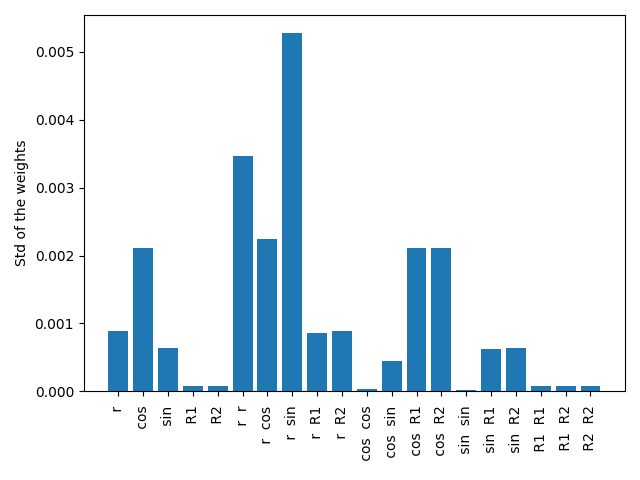 0.005
0.004
0.003
0.002
0.001
0.000
Std of the weights
r
cos
sin
R1
R2
r r
r cos
r sin
r R1
r R2
cos cos
cos sin
cos R1
cos R2
sin sin
sin R1
sin R2
R1 R1
R1 R2
R2 R2